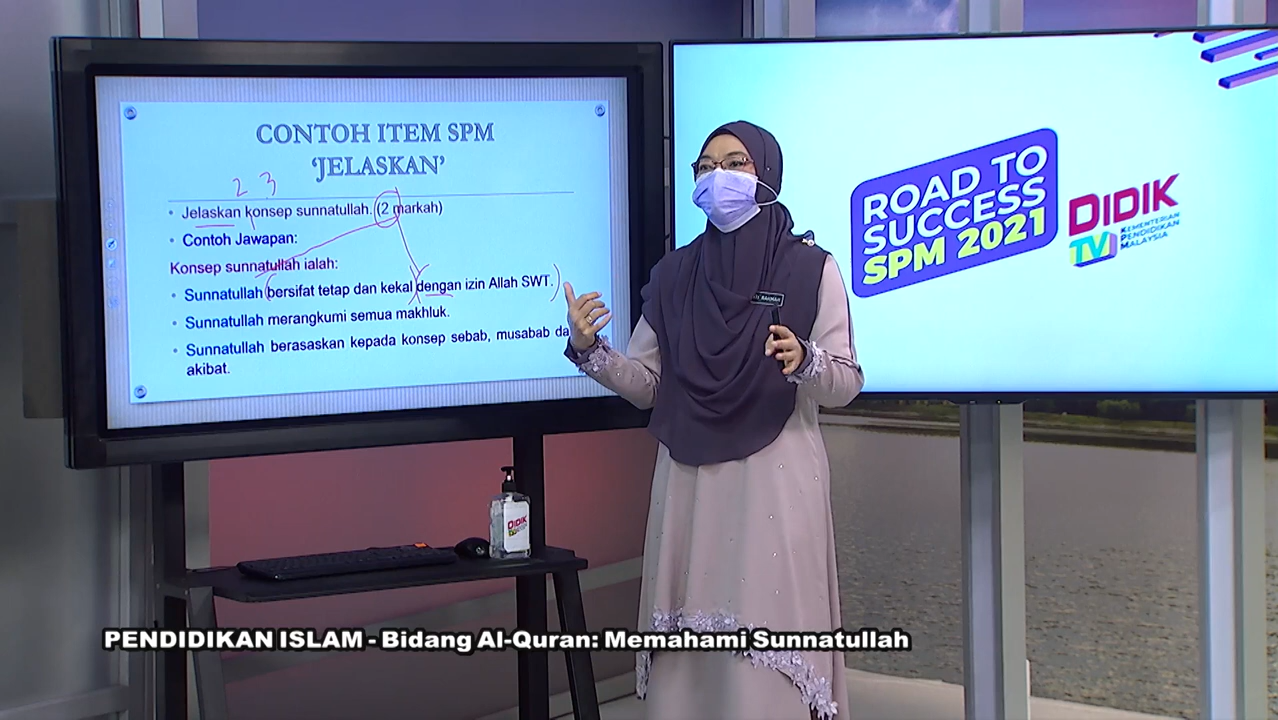 CONTOH ITEM SPM
'JELASKAN'
2 3
Jelaskan konsep sunnatullah. (2 markah)
Contoh Jawapan:
Konsep sunnatullah ialah:
Sunnatullah bersifat tetap dan kekal dengan izin Allah SWT.
Sunnatullah merangkumi semua makhluk.
Sunnatullah berasaskan kepada konsep sebab, musabab da
akibat.
ROAD TO
SUCCESS
SPM 2021
DIDIK
TV
KEMENTERIAN
PENDIDIKAN
MALAYSIA
DIDIK
PENDIDIKAN ISLAM - Bidang Al-Quran: Memahami Sunnatullah